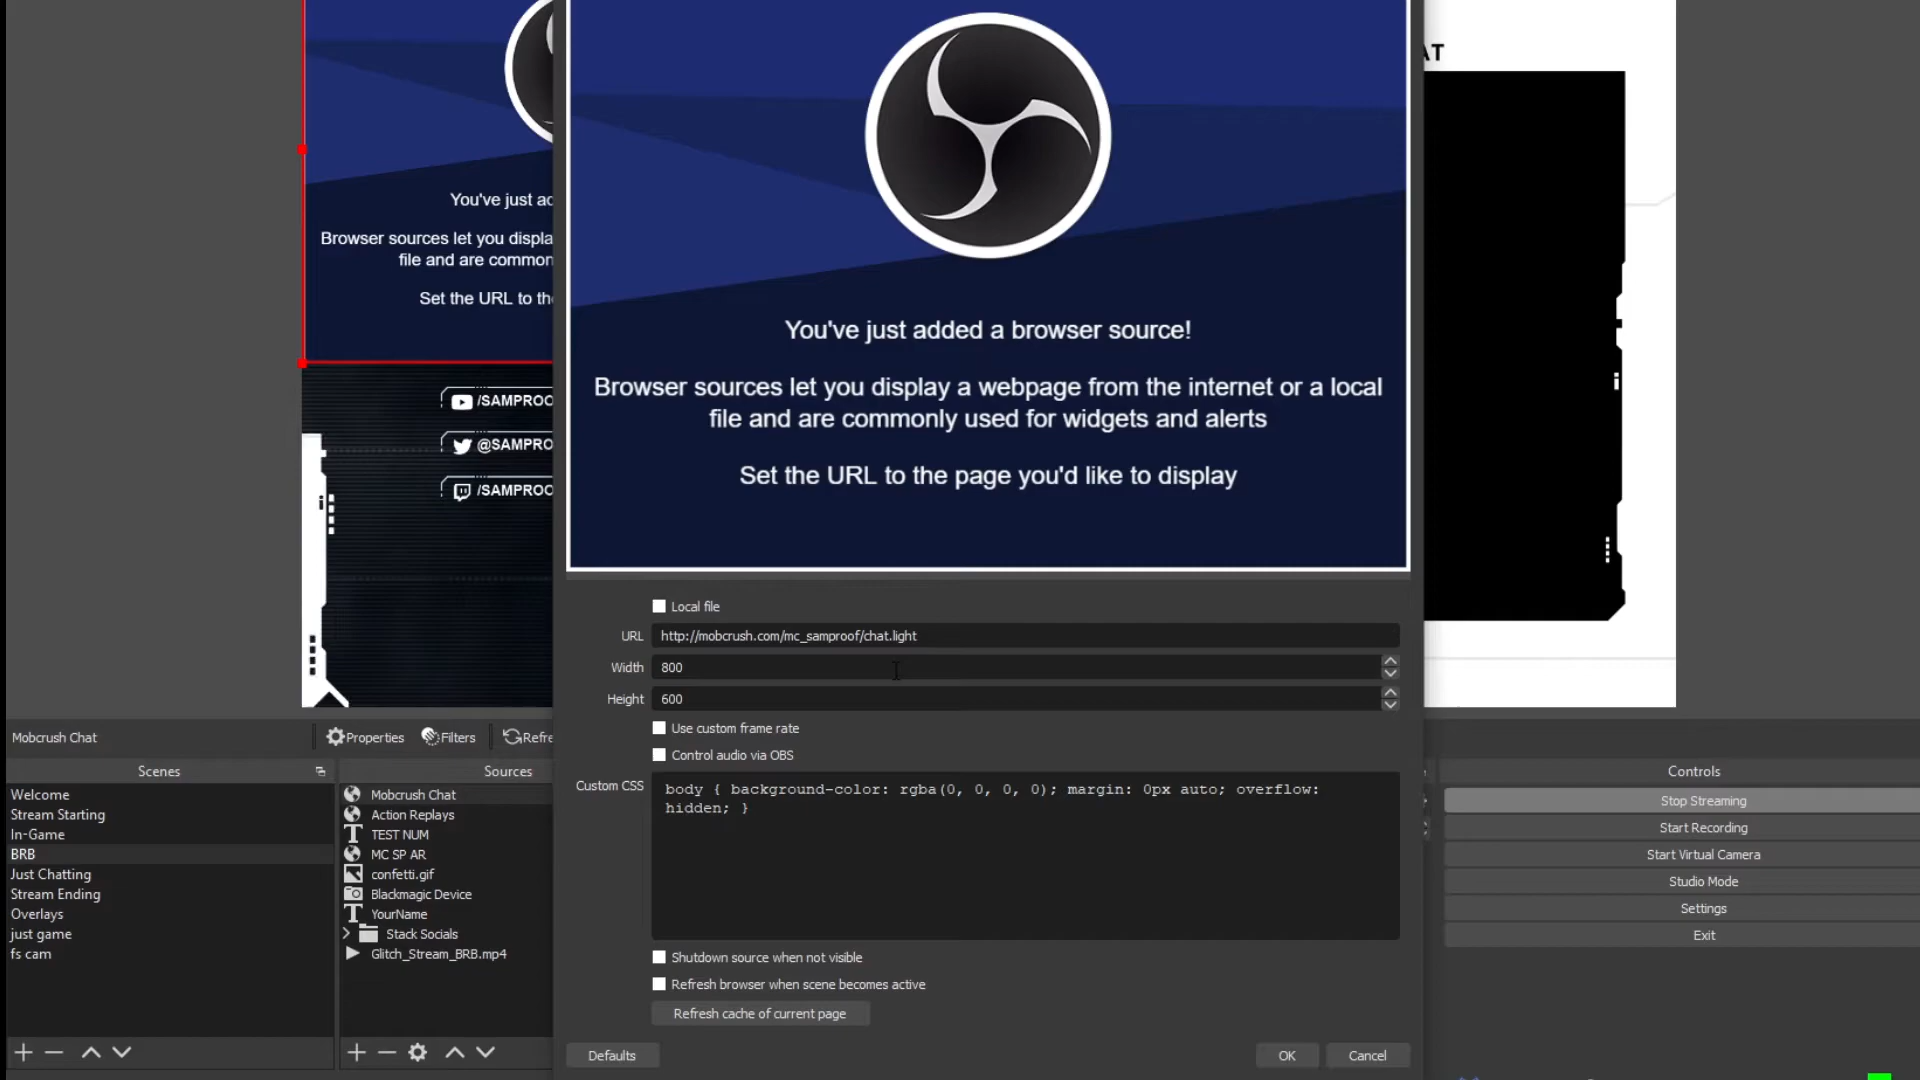 AT
You've just ad
Browser sources let you displa
file and are common
Set the URL to the
/SAMPROO
@SAMPRO
/SAMPROO
You've just added a browser source!
Browser sources let you display a webpage from the internet or a local
file and are commonly used for widgets and alerts
Set the URL to the page you'd like to display
Local file
URL http://mobcrush.com/mc_samproof/chat.light
Width 800
Height 600
Use custom frame rate
Control audio via OBS
Custom CSS
body { background-color: rgba(0, 0, 0, 0); margin: 0px auto; overflow:
hidden; }
Shutdown source when not visible
Refresh browser when scene becomes active
Refresh cache of current page
Defaults
OK
Cancel
Mobcrush Chat
Properties
Filters
Refre
Scenes
Welcome
Stream Starting
In-Game
BRB
Just Chatting
Stream Ending
Overlays
just game
fs cam
Sources
Mobcrush Chat
Action Replays
TEST NUM
MC SP AR
confetti.gif
Blackmagic Device
YourName
Stack Socials
Glitch_Stream_BRB.mp4
Controls
Stop Streaming
Start Recording
Start Virtual Camera
Studio Mode
Settings
Exit